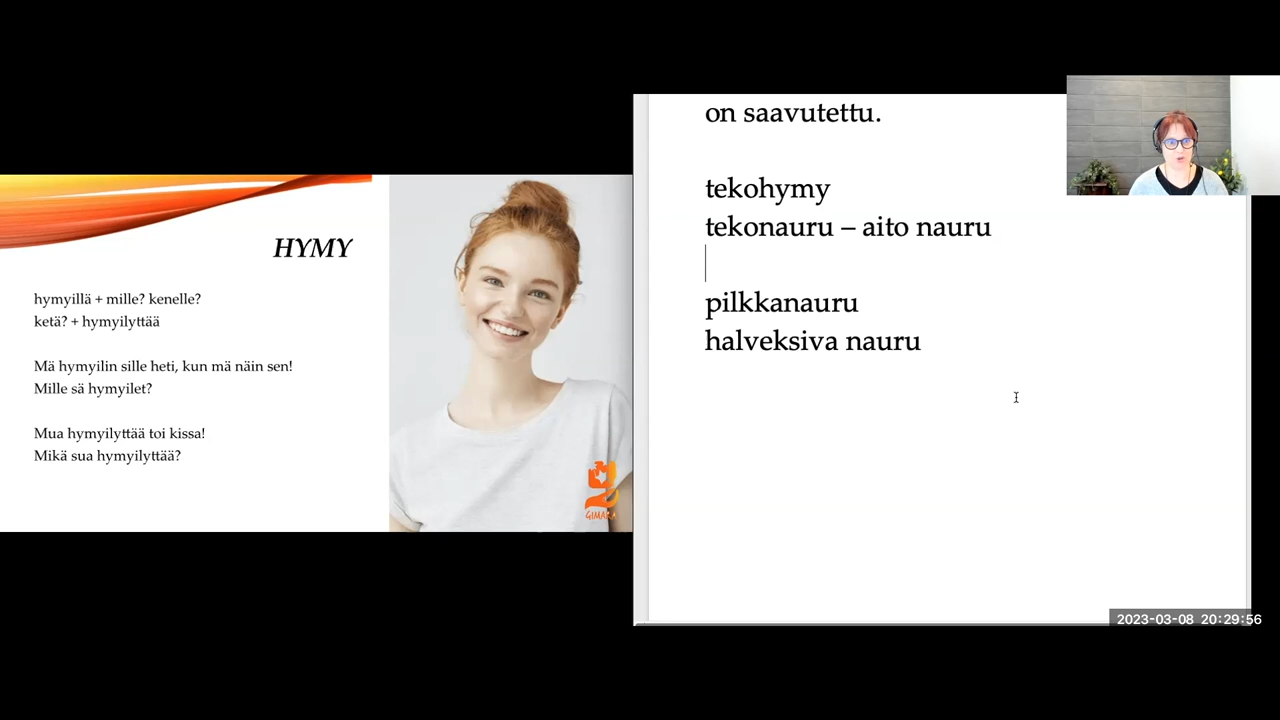 HYMY
hymyillä + mille? kenelle?
ketä? + hymyilyttää
Mä hymyilin sille heti, kun mä näin sen!
Mille sä hymyilet?
Mua hymyilyttää toi kissa!
Mikä sua hymyilyttää?
on saavutettu.
tekohymy
tekonauru – aito nauru
pilkkanauru
halveksiva nauru
2023-03-08 20:29:56